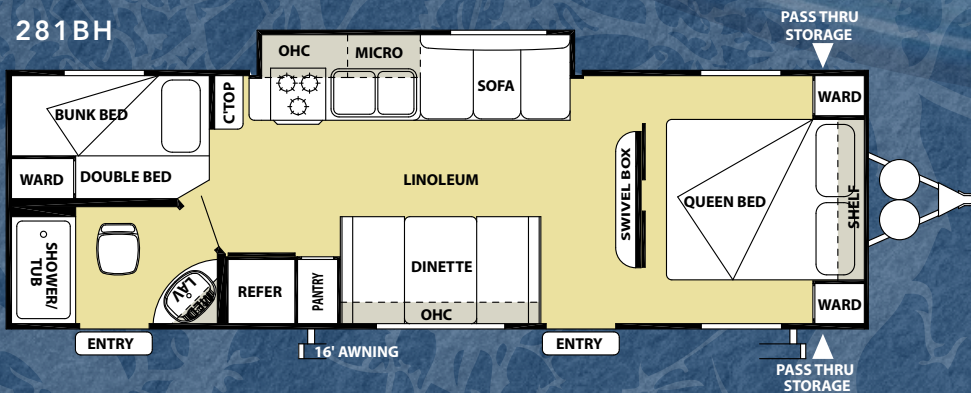 281BH
PASS THRU
STORAGE
OHC
MICRO
SOFA
C'TOP
BUNK BED
WARD
WARD
DOUBLE BED
LINOLEUM
SWIVEL BOX
QUEEN BED
SHELF
SHOWER/
TUB
LAV
MED
REFER
PANTRY
DINETTE
OHC
WARD
ENTRY
16' AWNING
ENTRY
PASS THRU
STORAGE